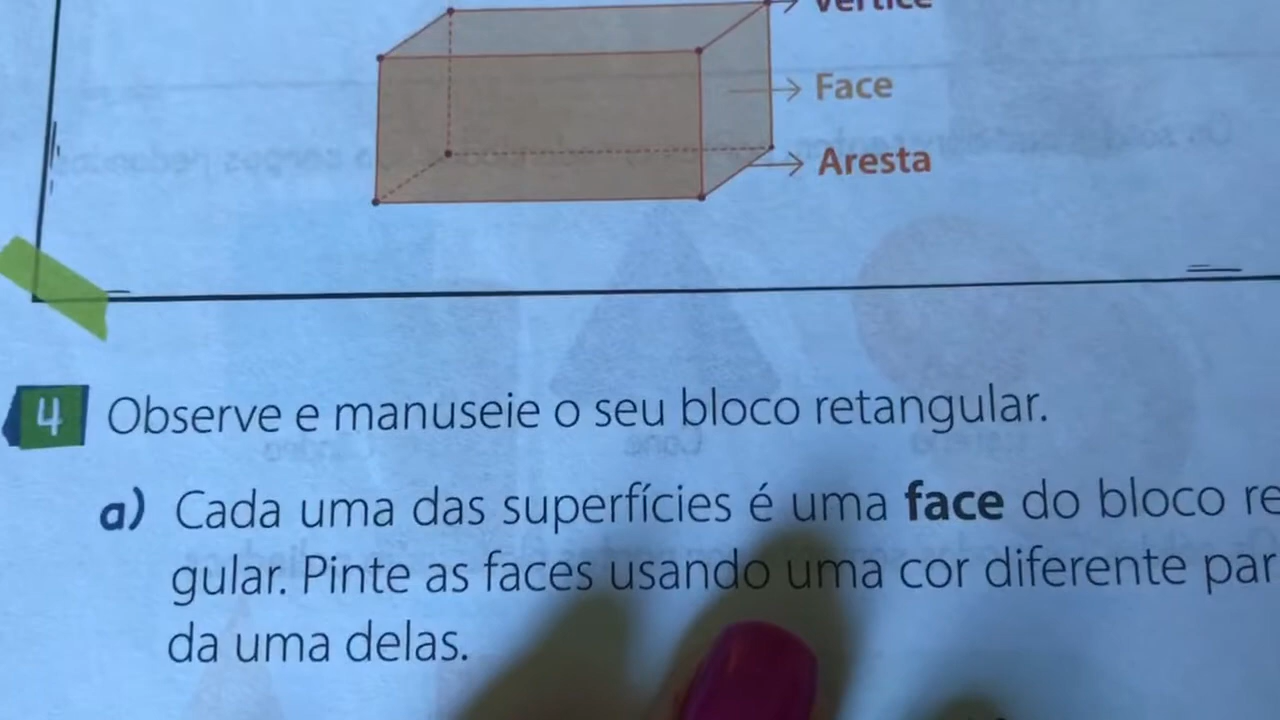 Vértice
Face
Aresta
4 Observe e manuseie o seu bloco retangular.
a) Cada uma das superfícies é uma face do bloco re
gular. Pinte as faces usando uma cor diferente par
da uma delas.